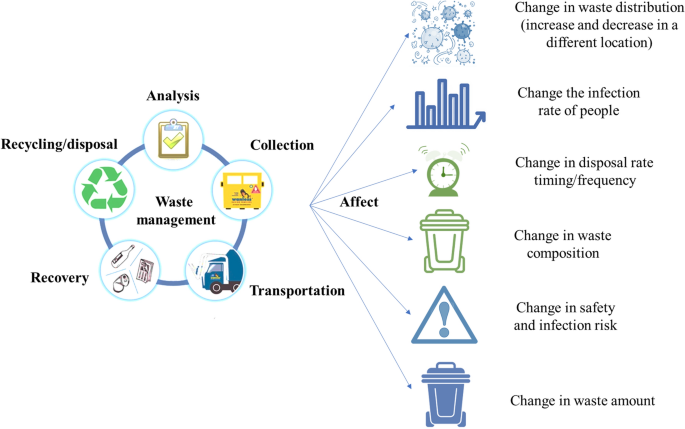 Analysis
Recycling/disposal
Collection
Waste
management
Recovery
Transportation
Affect
Change in waste distribution
(increase and decrease in a
different location)
Change the infection
rate of people
Change in disposal rate
timing/frequency
Change in waste
composition
Change in safety
and infection risk
Change in waste amount